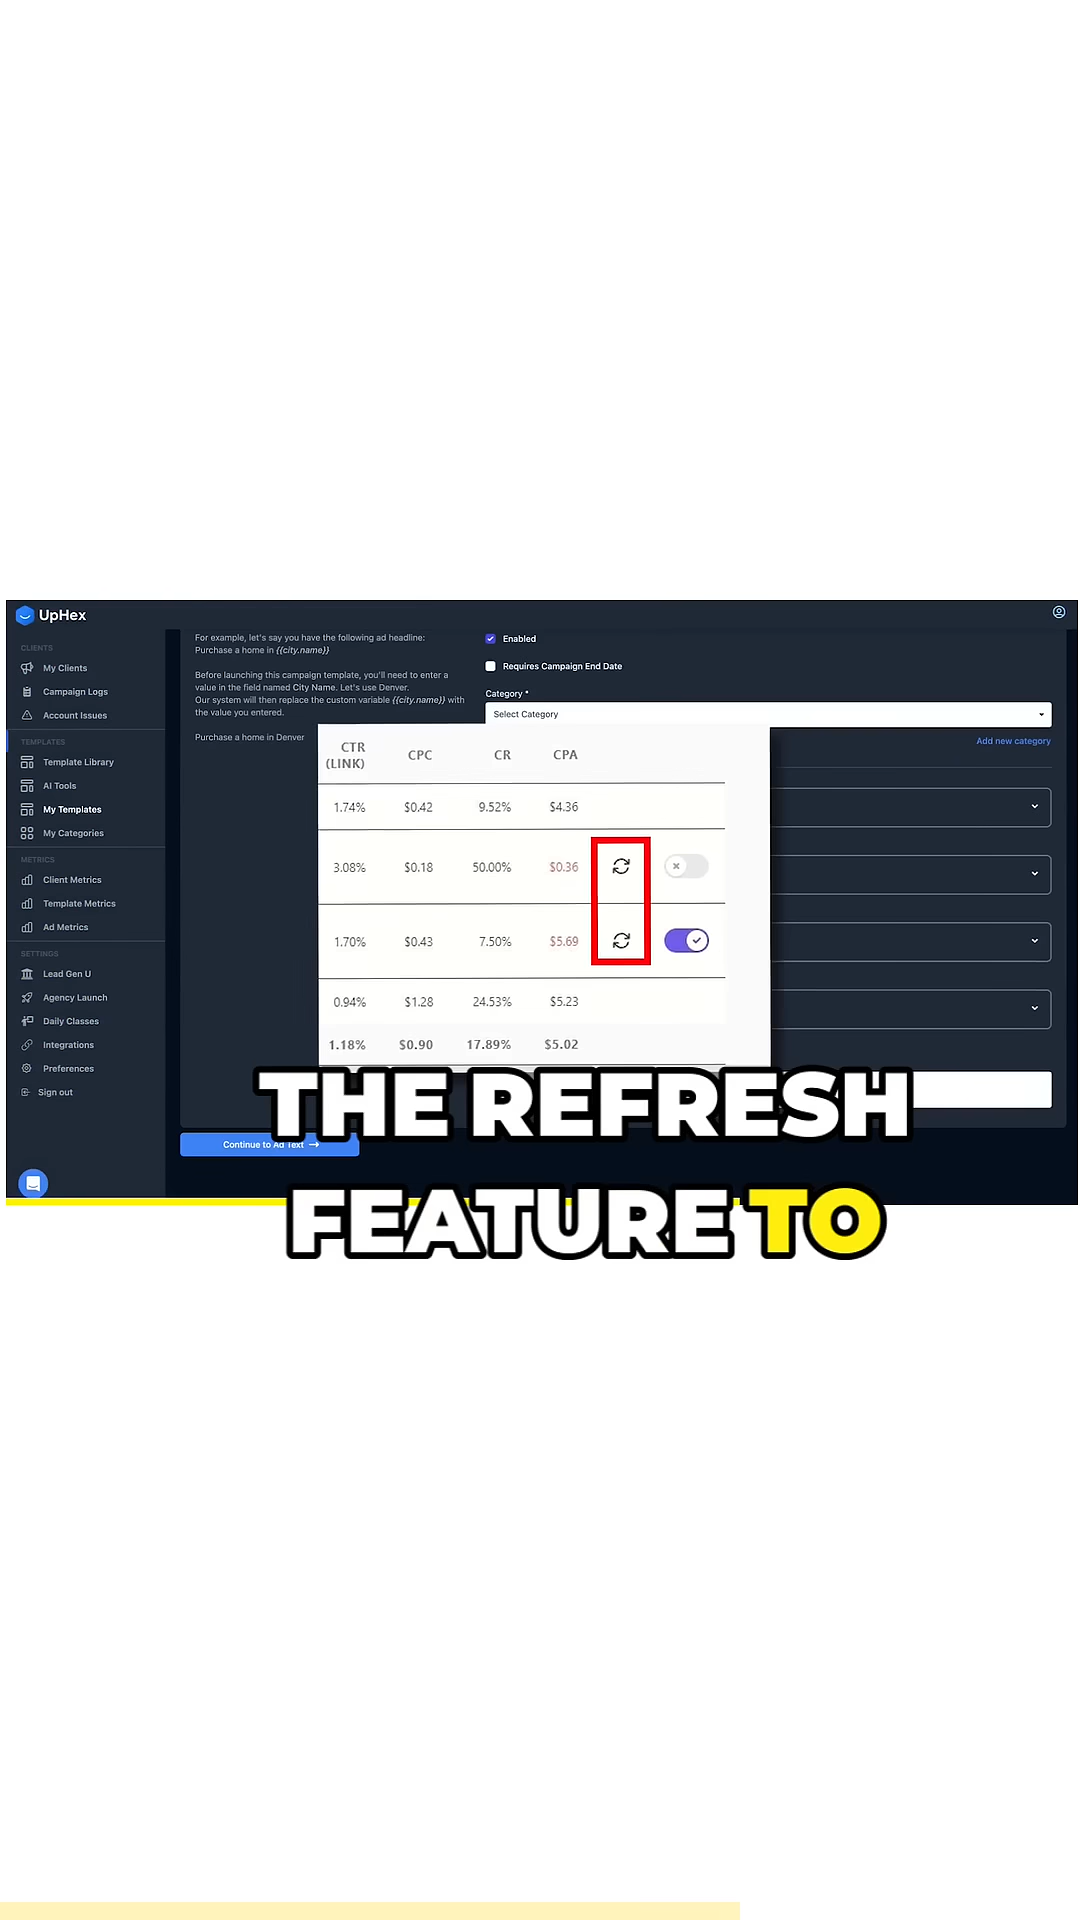 UpHex
CLIENTS
My Clients
Campaign Logs
Account Issues
TEMPLATES
Template Library
AI Tools
My Templates
My Categories
METRICS
Client Metrics
Template Metrics
Ad Metrics
SETTINGS
Lead Gen U
Agency Launch
Daily Classes
Integrations
Preferences
Sign out
For example, let's say you have the following ad headline:
Purchase a home in {{city.name}}
Before launching this campaign template, you'll need to enter a
value in the field named City Name. Let's use Denver.
Our system will then replace the custom variable {{city.name}} with
the value you entered.
Purchase a home in Denver
Enabled
Requires Campaign End Date
Category *
Select Category
Add new category
CTR (LINK) CPC CR CPA
1.74% $0.42 9.52% $4.36
3.08% $0.18 50.00% $0.36
1.70% $0.43 7.50% $5.69
0.94% $1.28 24.53% $5.23
1.18% $0.90 17.89% $5.02
Continue to Ad Text →
THE REFRESH
FEATURE TO